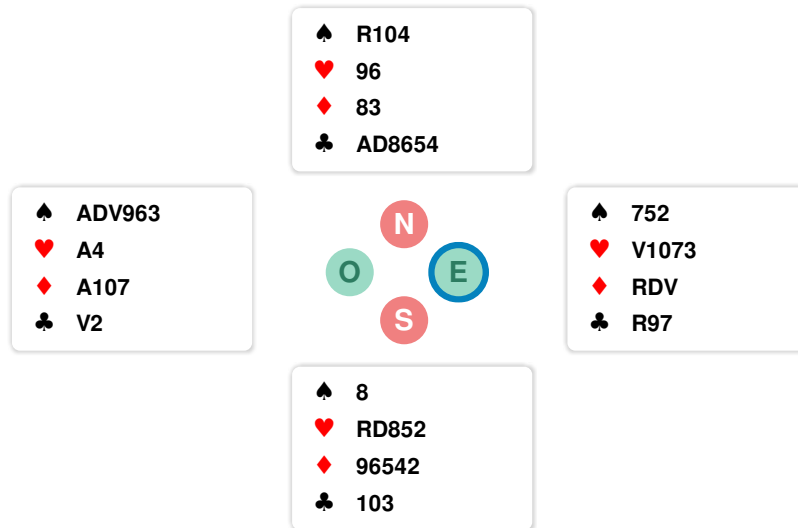 ♠ R104
♥ 96
♦ 83
♣ AD8654
♠ ADV963
♥ A4
♦ A107
♣ V2
N
O
E
S
♠ 752
♥ V1073
♦ RDV
♣ R97
♠ 8
♥ RD852
♦ 96542
♣ 103